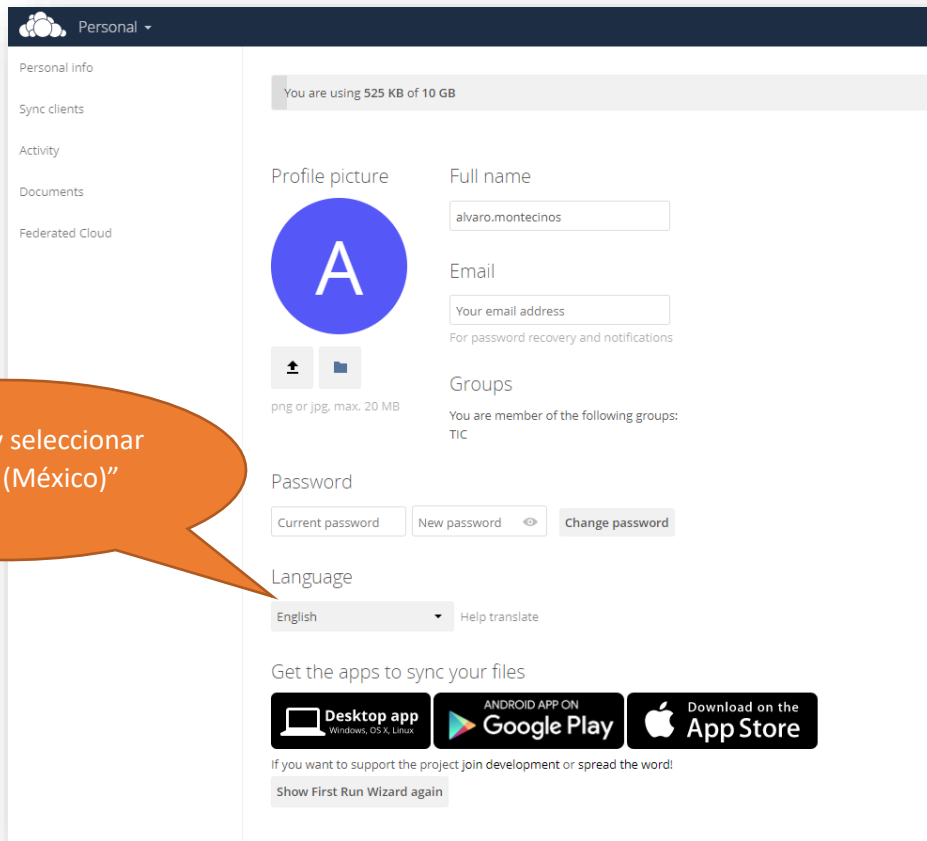 Personal
Personal info
Sync clients
Activity
Documents
Federated Cloud
You are using 525 KB of 10 GB
Profile picture
A
png or jpg, max. 20 MB
Full name
alvaro.montecinos
Email
Your email address
For password recovery and notifications
Groups
You are member of the following groups:
TIC
y seleccionar
(México)”
Password
Current password
New password
Change password
Language
English
Help translate
Get the apps to sync your files
Desktop app
Windows, OS X, Linux
ANDROID APP ON
Google Play
Download on the
App Store
If you want to support the project join development or spread the word!
Show First Run Wizard again